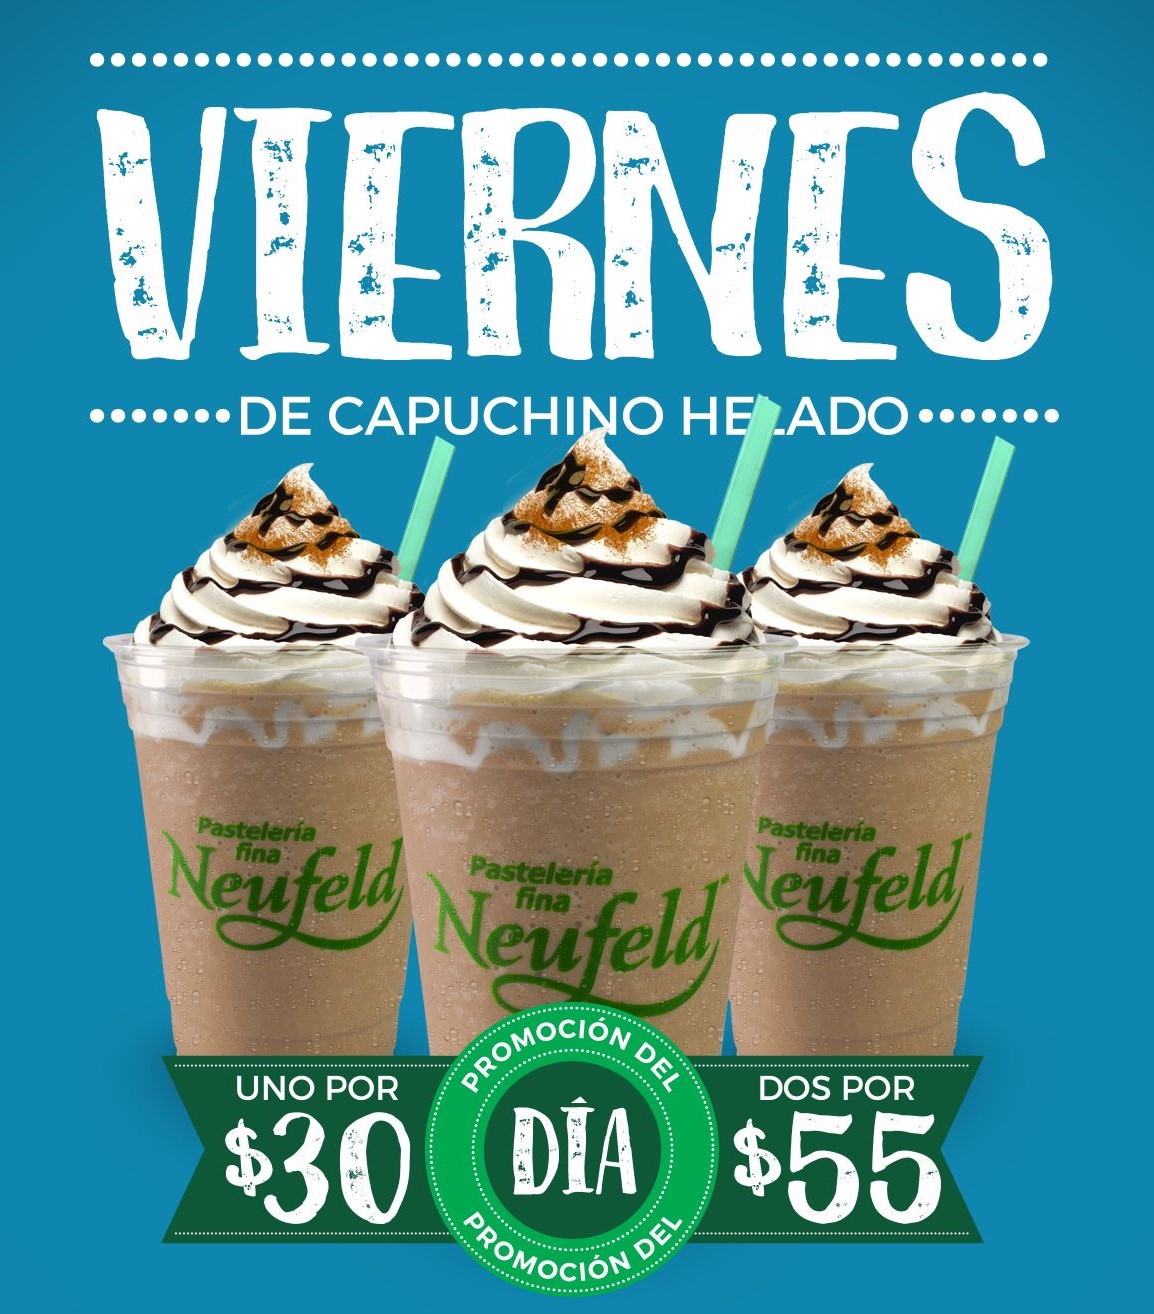 VIERNES
DE CAPUCHINO HELADO
Pastelería
fina
Neufeld
Pastelería
fina
Neufeld
Pastelería
fina
Neufeld
UNO POR
$30
PROMOCIÓN DEL
DÍA
PROMOCIÓN DEL
DOS POR
$55